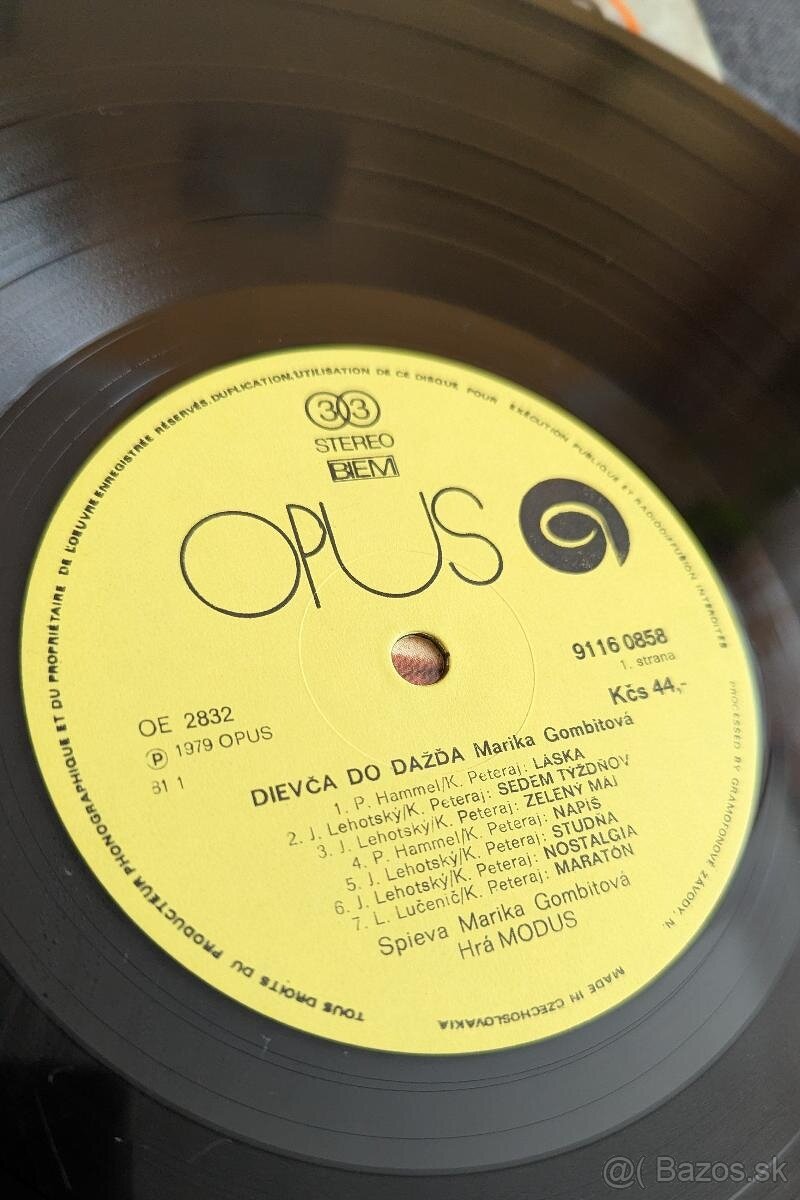 TOUS DROITS DU PRODUCTEUR PHONOGRAPHIQUE ET DU PROPRIÉTAIRE DE L'OEUVRE ENREGISTRÉE RÉSERVÉS. DUPLICATION, UTILISATION DE CE DISQUE POUR EXÉCUTION PUBLIQUE ET RADIODIFFUSION INTERDITES
33
STEREO
BIEM
OPUS
9116 0858
1. strana
Kčs 44,-
OE 2832
Ⓟ 1979 OPUS
81 1
DIEVČA DO DAŽĎA Marika Gombitová
1. P. Hammel/K. Peteraj: LÁSKA
2. J. Lehotský/K. Peteraj: SEDEM TÝŽDŇOV
3. J. Lehotský/K. Peteraj: ZELENÝ MÁJ
4. P. Hammel/K. Peteraj: NAPÍŠ
5. J. Lehotský/K. Peteraj: STUDŇA
6. J. Lehotský/K. Peteraj: NOSTALGIA
7. L. Lučenič/K. Peteraj: MARATÓN
Spieva Marika Gombitová
Hrá MODUS
PROCESSED BY GRAMOFONOVÉ ZÁVODY, N.
MADE IN CZECHOSLOVAKIA
@( Bazos.sk